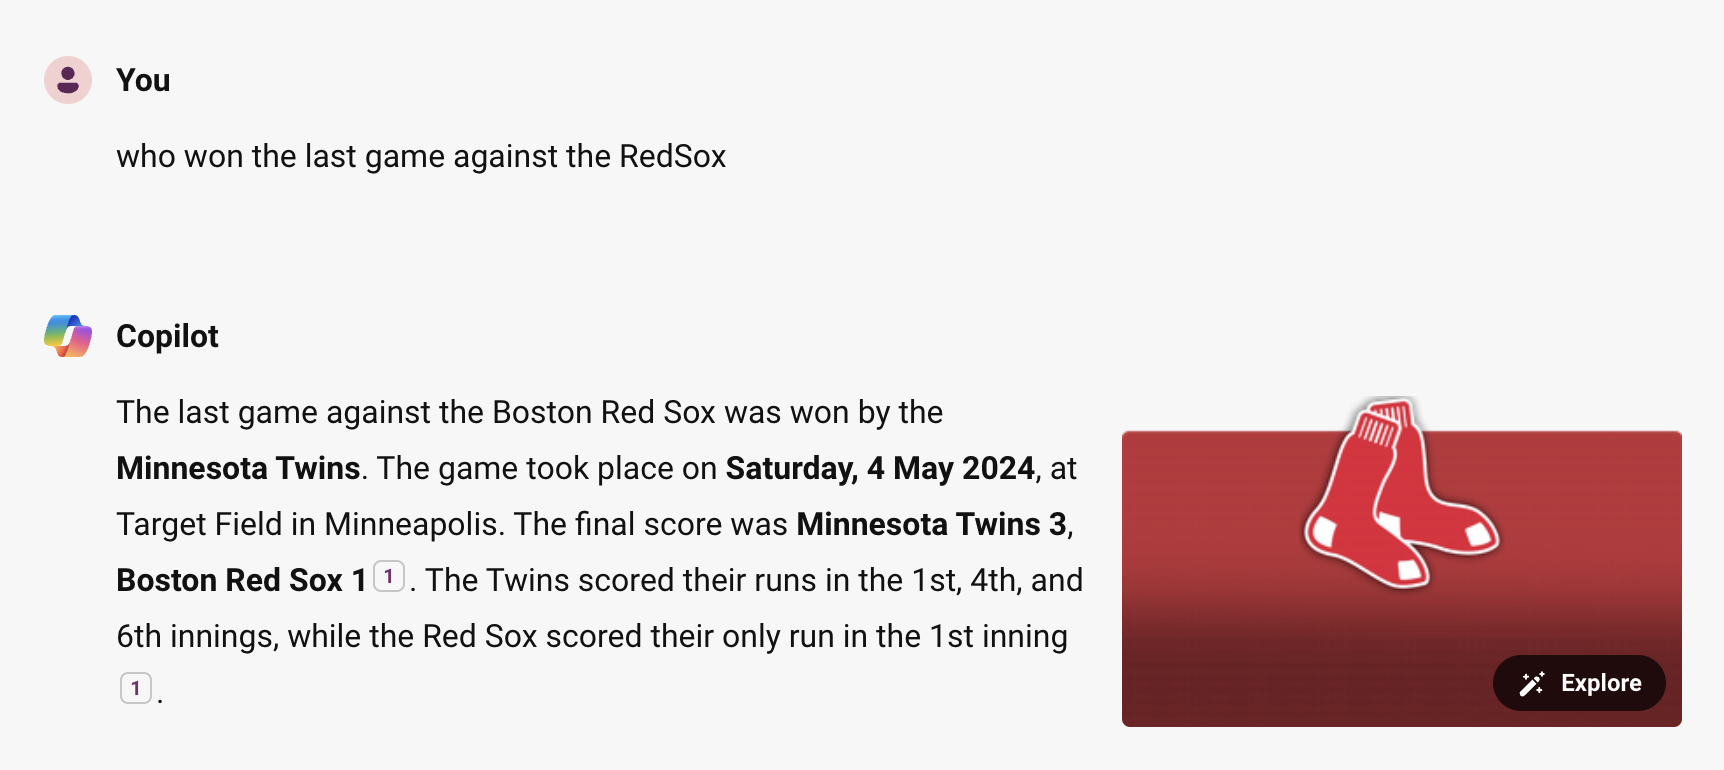 You
who won the last game against the RedSox
Copilot
The last game against the Boston Red Sox was won by the
Minnesota Twins. The game took place on Saturday, 4 May 2024, at
Target Field in Minneapolis. The final score was Minnesota Twins 3,
Boston Red Sox 1 1 . The Twins scored their runs in the 1st, 4th, and
6th innings, while the Red Sox scored their only run in the 1st inning
1 .
Explore